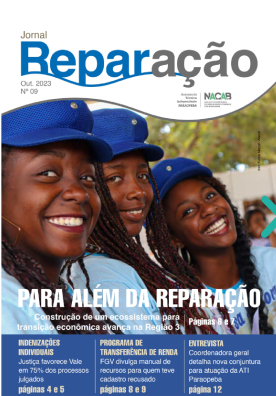 Jornal
Reparação
Out. 2023
Nº 09
NACAB
PARA ALÉM DA REPARAÇÃO
Construção de um ecossistema para
transição econômica avança na Região 3
Páginas 6 e 7
INDENIZAÇÕES
INDIVIDUAIS
Justiça favorece Vale
em 75% dos processos
julgados
páginas 4 e 5
PROGRAMA DE
TRANSFERÊNCIA DE RENDA
FGV divulga manual de
recursos para quem teve
cadastro recusado
páginas 8 e 9
ENTREVISTA
Coordenadora geral
detalha nova conjuntura
para atuação da ATI
Paraopeba
página 12